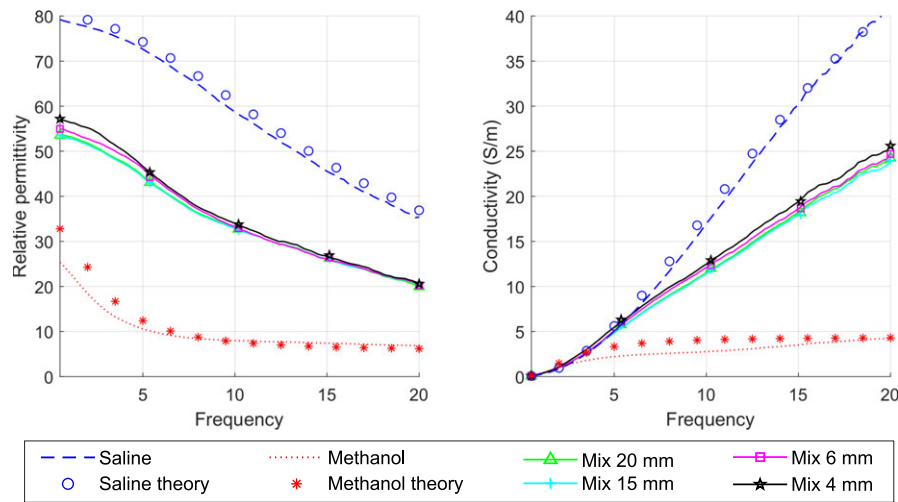 80
70
60
50
40
30
20
10
0
Relative permittivity
5
10
15
20
Frequency
40
35
30
25
20
15
10
5
0
Conductivity (S/m)
5
10
15
20
Frequency
Saline
Methanol
Mix 20 mm
Mix 6 mm
Saline theory
Methanol theory
Mix 15 mm
Mix 4 mm